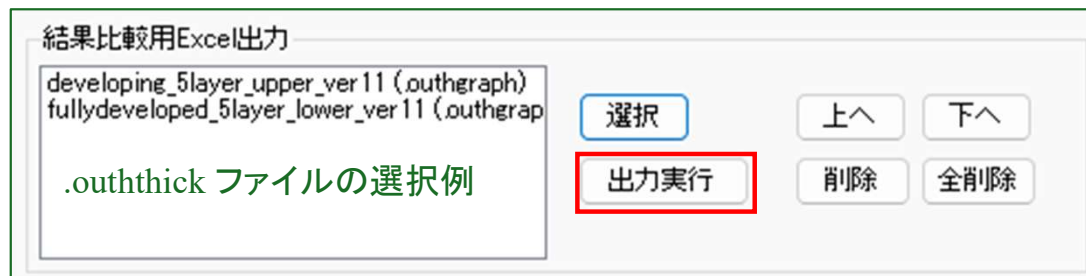 結果比較用Excel出力
developing_5layer_upper_ver11 (.outhgraph)
fullydeveloped_5layer_lower_ver11 (.outhgrap
.ouththick ファイルの選択例
選択
上へ
下へ
出力実行
削除
全削除